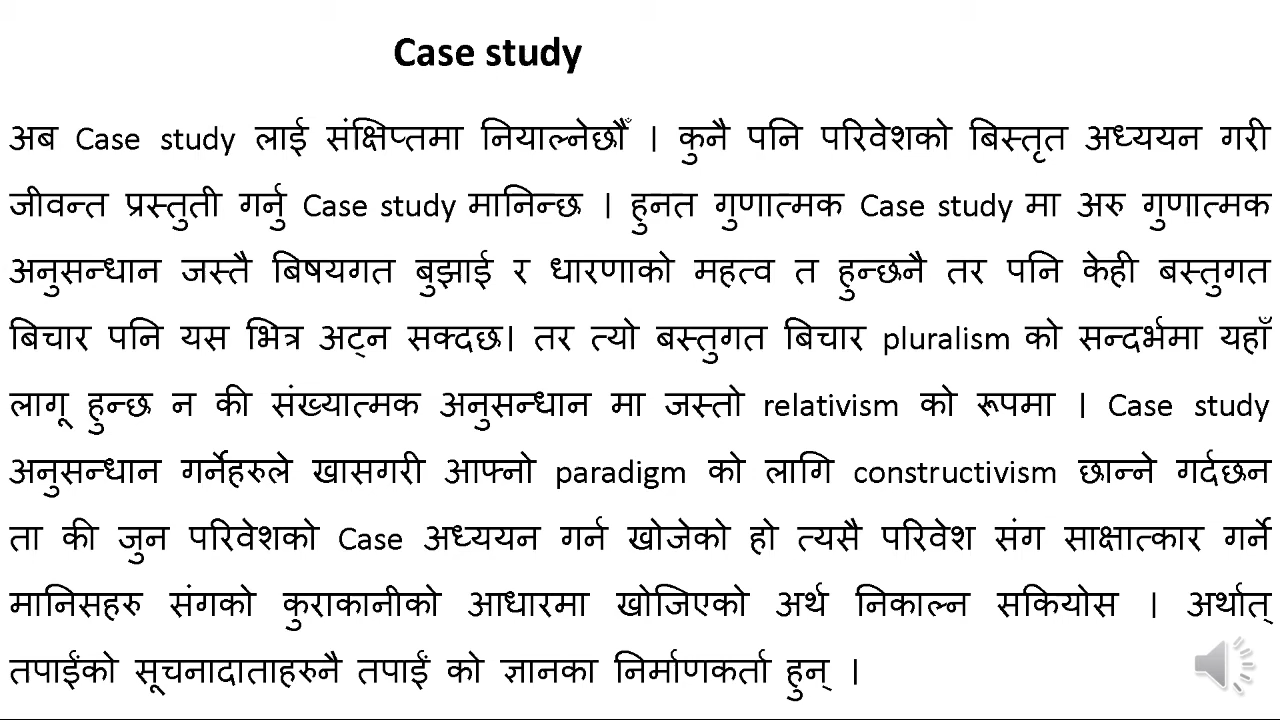 Case study
अब Case study लाई संक्षिप्तमा नियाल्नेछौँ । कुनै पनि परिवेशको बिस्तृत अध्ययन गरी
जीवन्त प्रस्तुती गर्नु Case study मानिन्छ । हुनत गुणात्मक Case study मा अरु गुणात्मक
अनुसन्धान जस्तै बिषयगत बुझाई र धारणाको महत्व त हुन्छनै तर पनि केही बस्तुगत
बिचार पनि यस भित्र अट्न सक्दछ। तर त्यो बस्तुगत बिचार pluralism को सन्दर्भमा यहाँ
लागू हुन्छ न की संख्यात्मक अनुसन्धान मा जस्तो relativism को रूपमा । Case study
अनुसन्धान गर्नेहरुले खासगरी आफ्नो paradigm को लागि constructivism छान्ने गर्दछन
ता की जुन परिवेशको Case अध्ययन गर्न खोजेको हो त्यसै परिवेश संग साक्षात्कार गर्ने
मानिसहरु संगको कुराकानीको आधारमा खोजिएको अर्थ निकाल्न सकियोस । अर्थात्
तपाईंको सूचनादाताहरुनै तपाईं को ज्ञानका निर्माणकर्ता हुन् ।